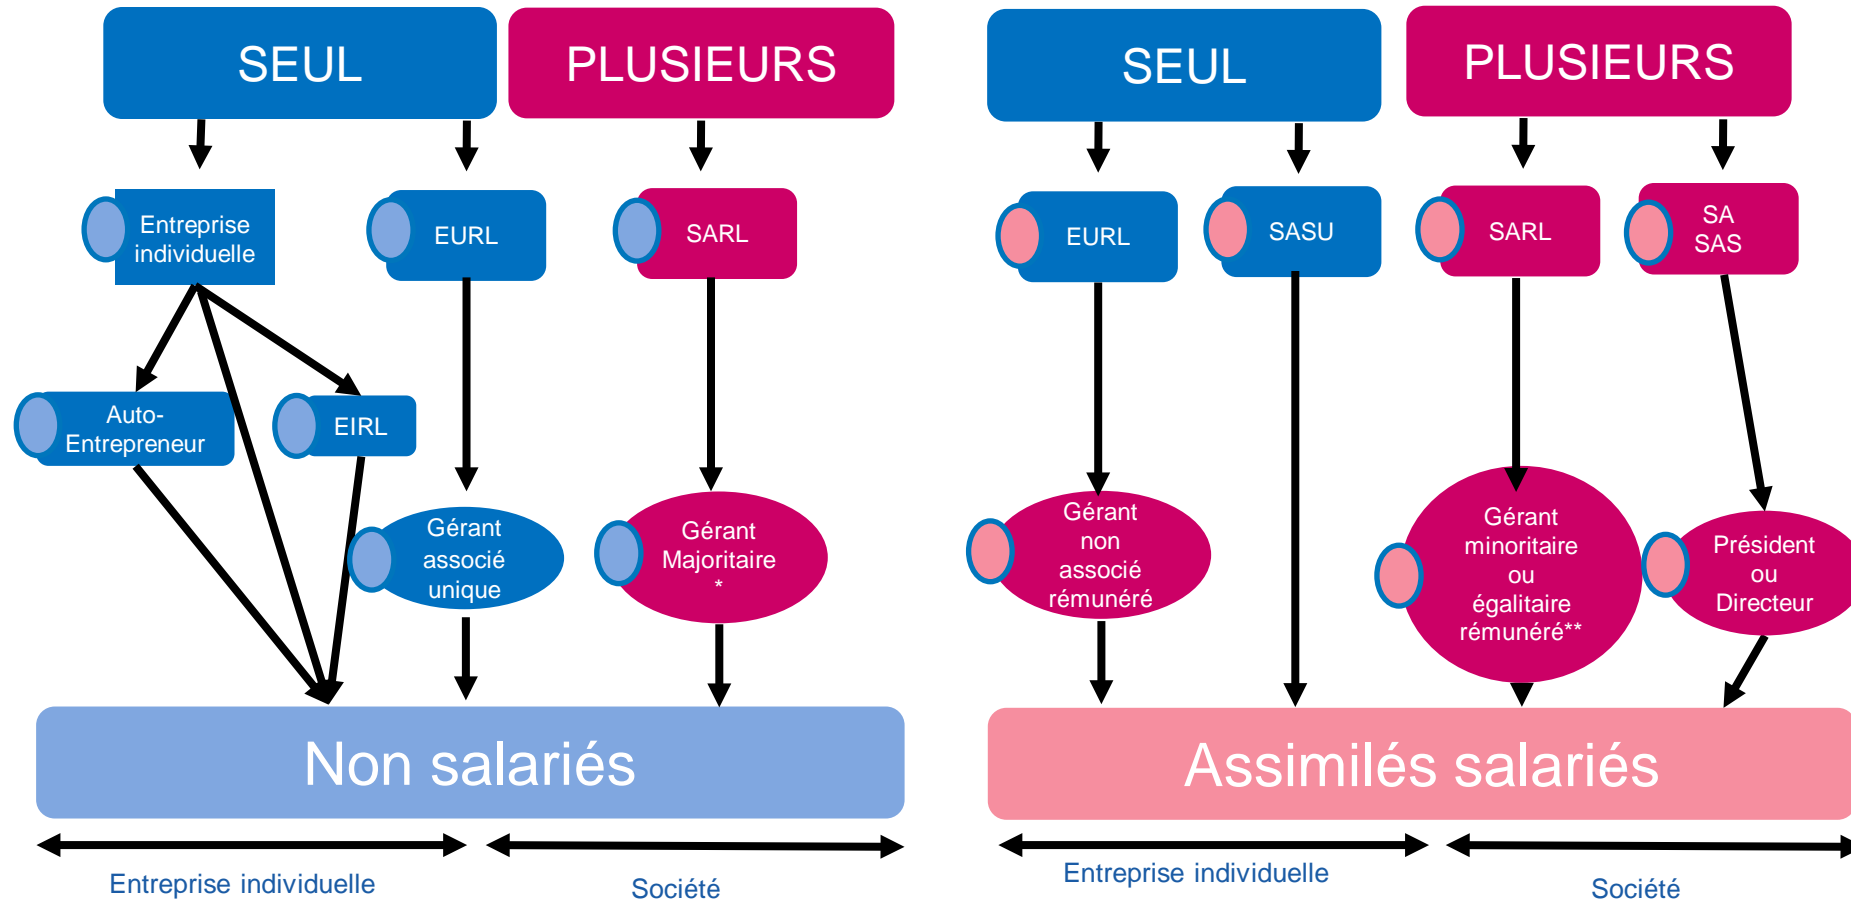 SEUL
PLUSIEURS
SEUL
PLUSIEURS
Entreprise
individuelle
EURL
SARL
EURL
SASU
SARL
SA
SAS
Auto-
Entrepreneur
EIRL
Gérant
associé
unique
Gérant
Majoritaire
*
Gérant
non
associé
rémunéré
Gérant
minoritaire
ou
égalitaire
rémunéré**
Président
ou
Directeur
Non salariés
Assimilés salariés
Entreprise individuelle
Société
Entreprise individuelle
Société